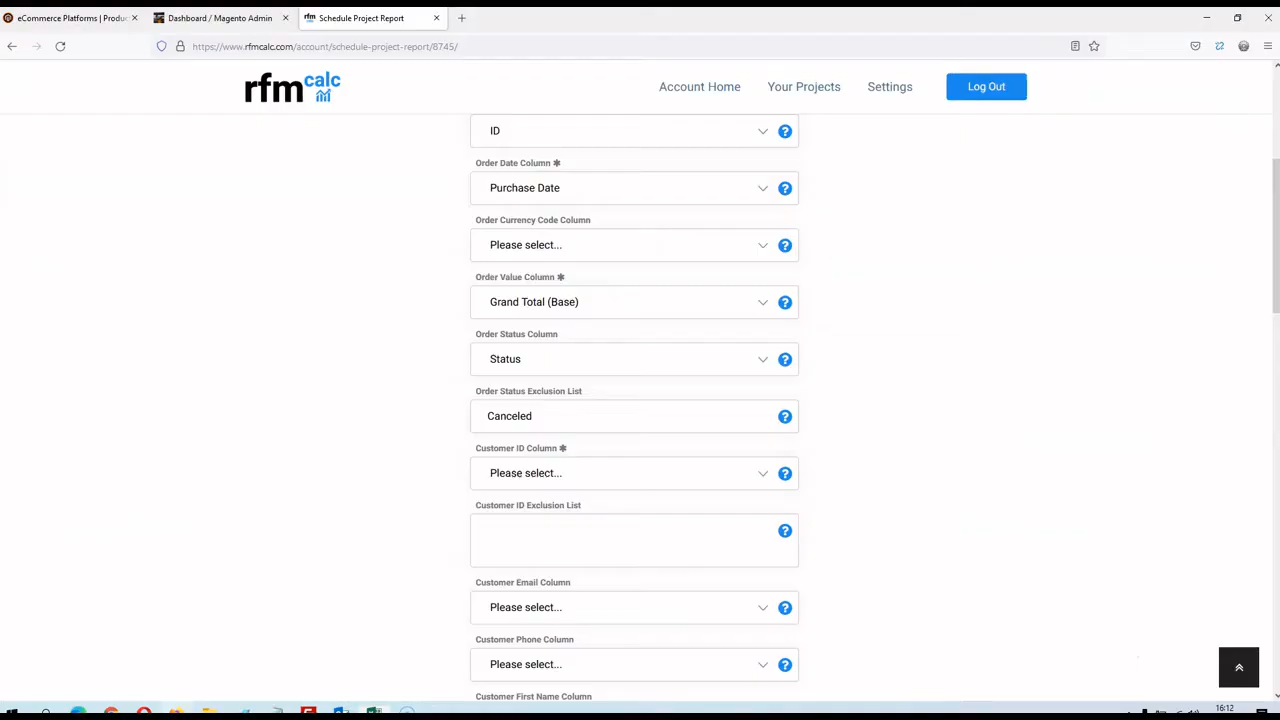 eCommerce Platforms | Produc
Dashboard / Magento Admin
rfm Schedule Project Report
https://www.rfmcalc.com/account/schedule-project-report/8745/
rfm calc
Account Home
Your Projects
Settings
Log Out
ID
Order Date Column ✱
Purchase Date
Order Currency Code Column
Please select...
Order Value Column ✱
Grand Total (Base)
Order Status Column
Status
Order Status Exclusion List
Canceled
Customer ID Column ✱
Please select...
Customer ID Exclusion List
Customer Email Column
Please select...
Customer Phone Column
Please select...
Customer First Name Column
16:12